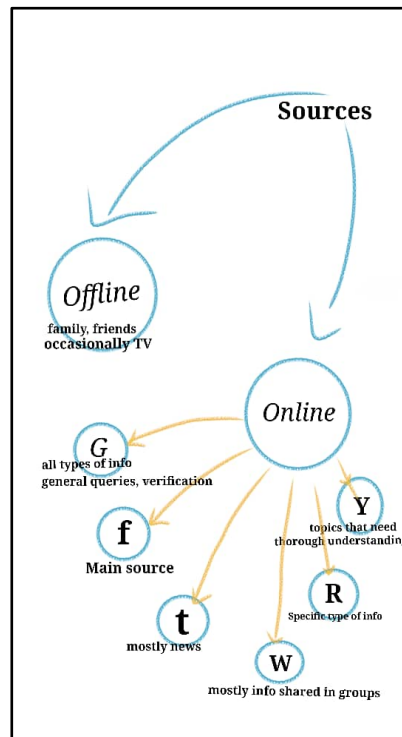 Sources
Offline
family, friends
occasionally TV
Online
G
all types of info
general queries, verification
f
Main source
t
mostly news
W
mostly info shared in groups
R
Specific type of info
Y
topics that need
thorough understanding